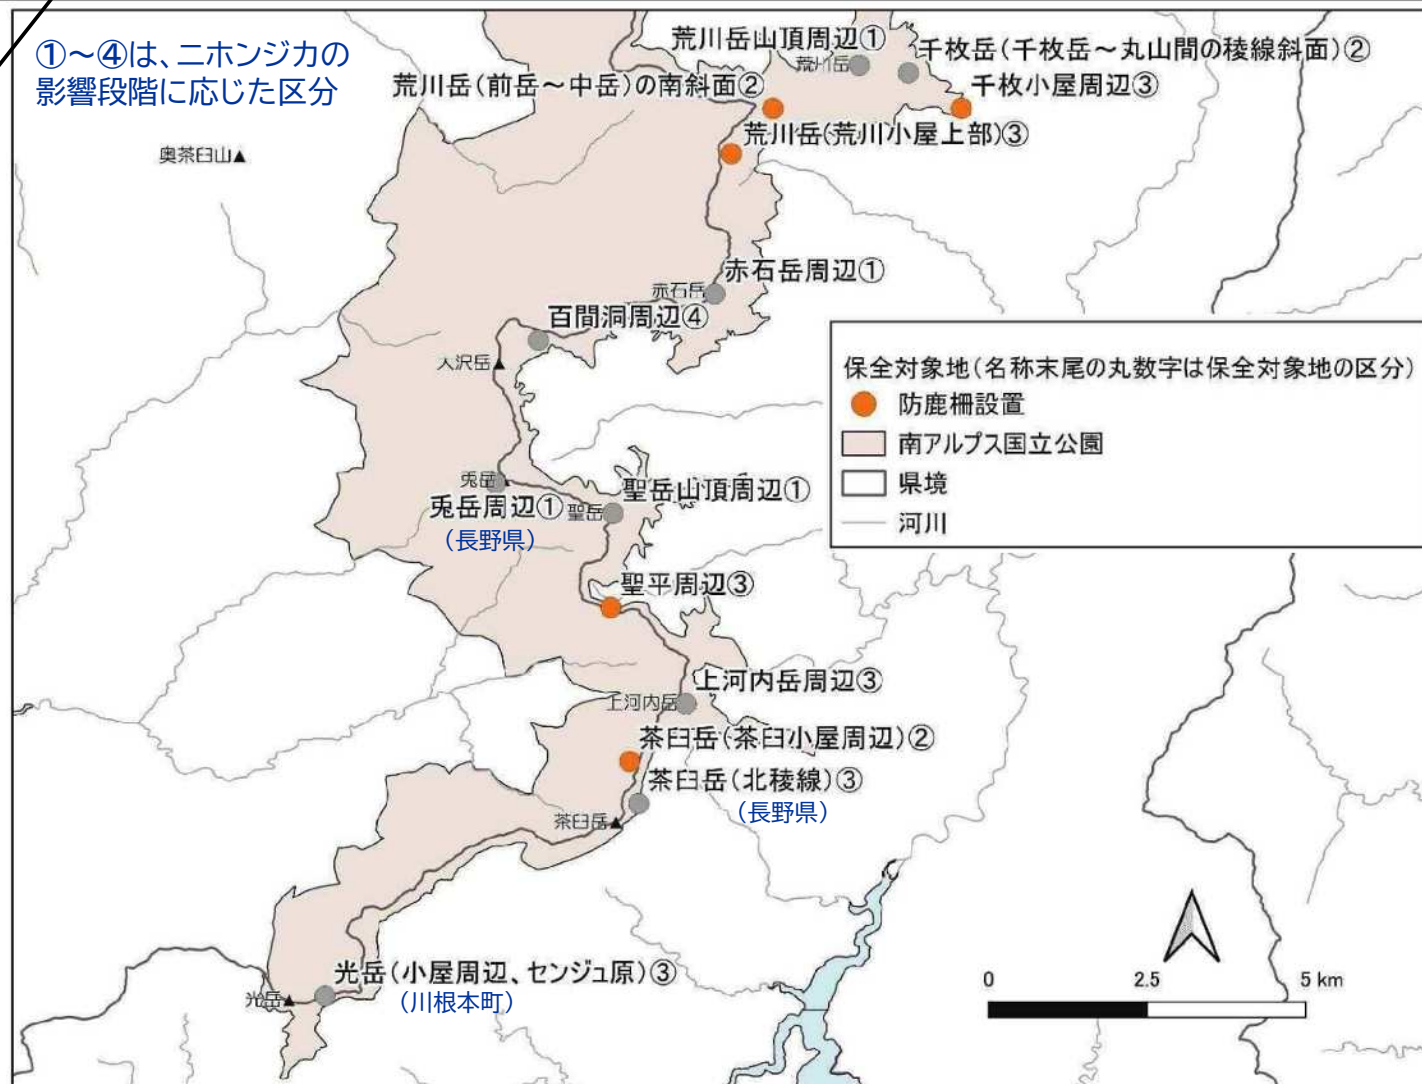 ①～④は、ニホンジカの
影響段階に応じた区分
荒川岳山頂周辺①
荒川岳
千枚岳(千枚岳～丸山間の稜線斜面)②
荒川岳(前岳～中岳)の南斜面②
千枚小屋周辺③
荒川岳(荒川小屋上部)③
奥茶臼山▲
赤石岳周辺①
赤石岳
百間洞周辺④
大沢岳▲
保全対象地(名称末尾の丸数字は保全対象地の区分)
防鹿柵設置
南アルプス国立公園
県境
河川
兎岳
兎岳周辺①
(長野県)
聖岳山頂周辺①
聖岳
聖平周辺③
上河内岳周辺③
上河内岳
茶臼岳(茶臼小屋周辺)②
茶臼岳(北稜線)③
(長野県)
茶臼岳▲
光岳(小屋周辺、センジュ原)③
(川根本町)
光岳▲
0 2.5 5 km